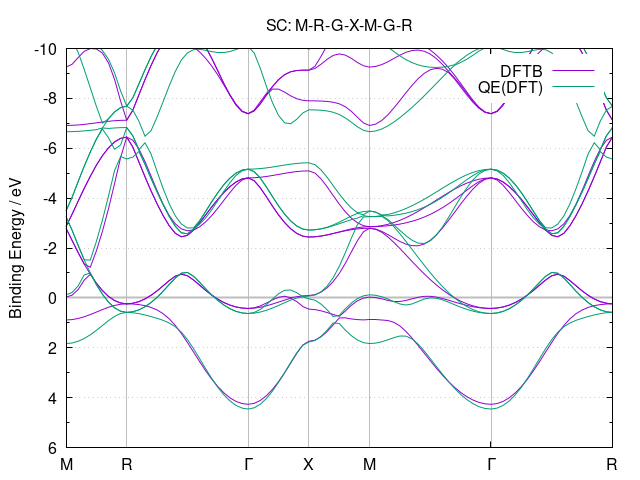 SC: M-R-G-X-M-G-R
-10
-8
-6
-4
-2
0
2
4
6
Binding Energy / eV
DFTB
QE(DFT)
M R Γ X M Γ R